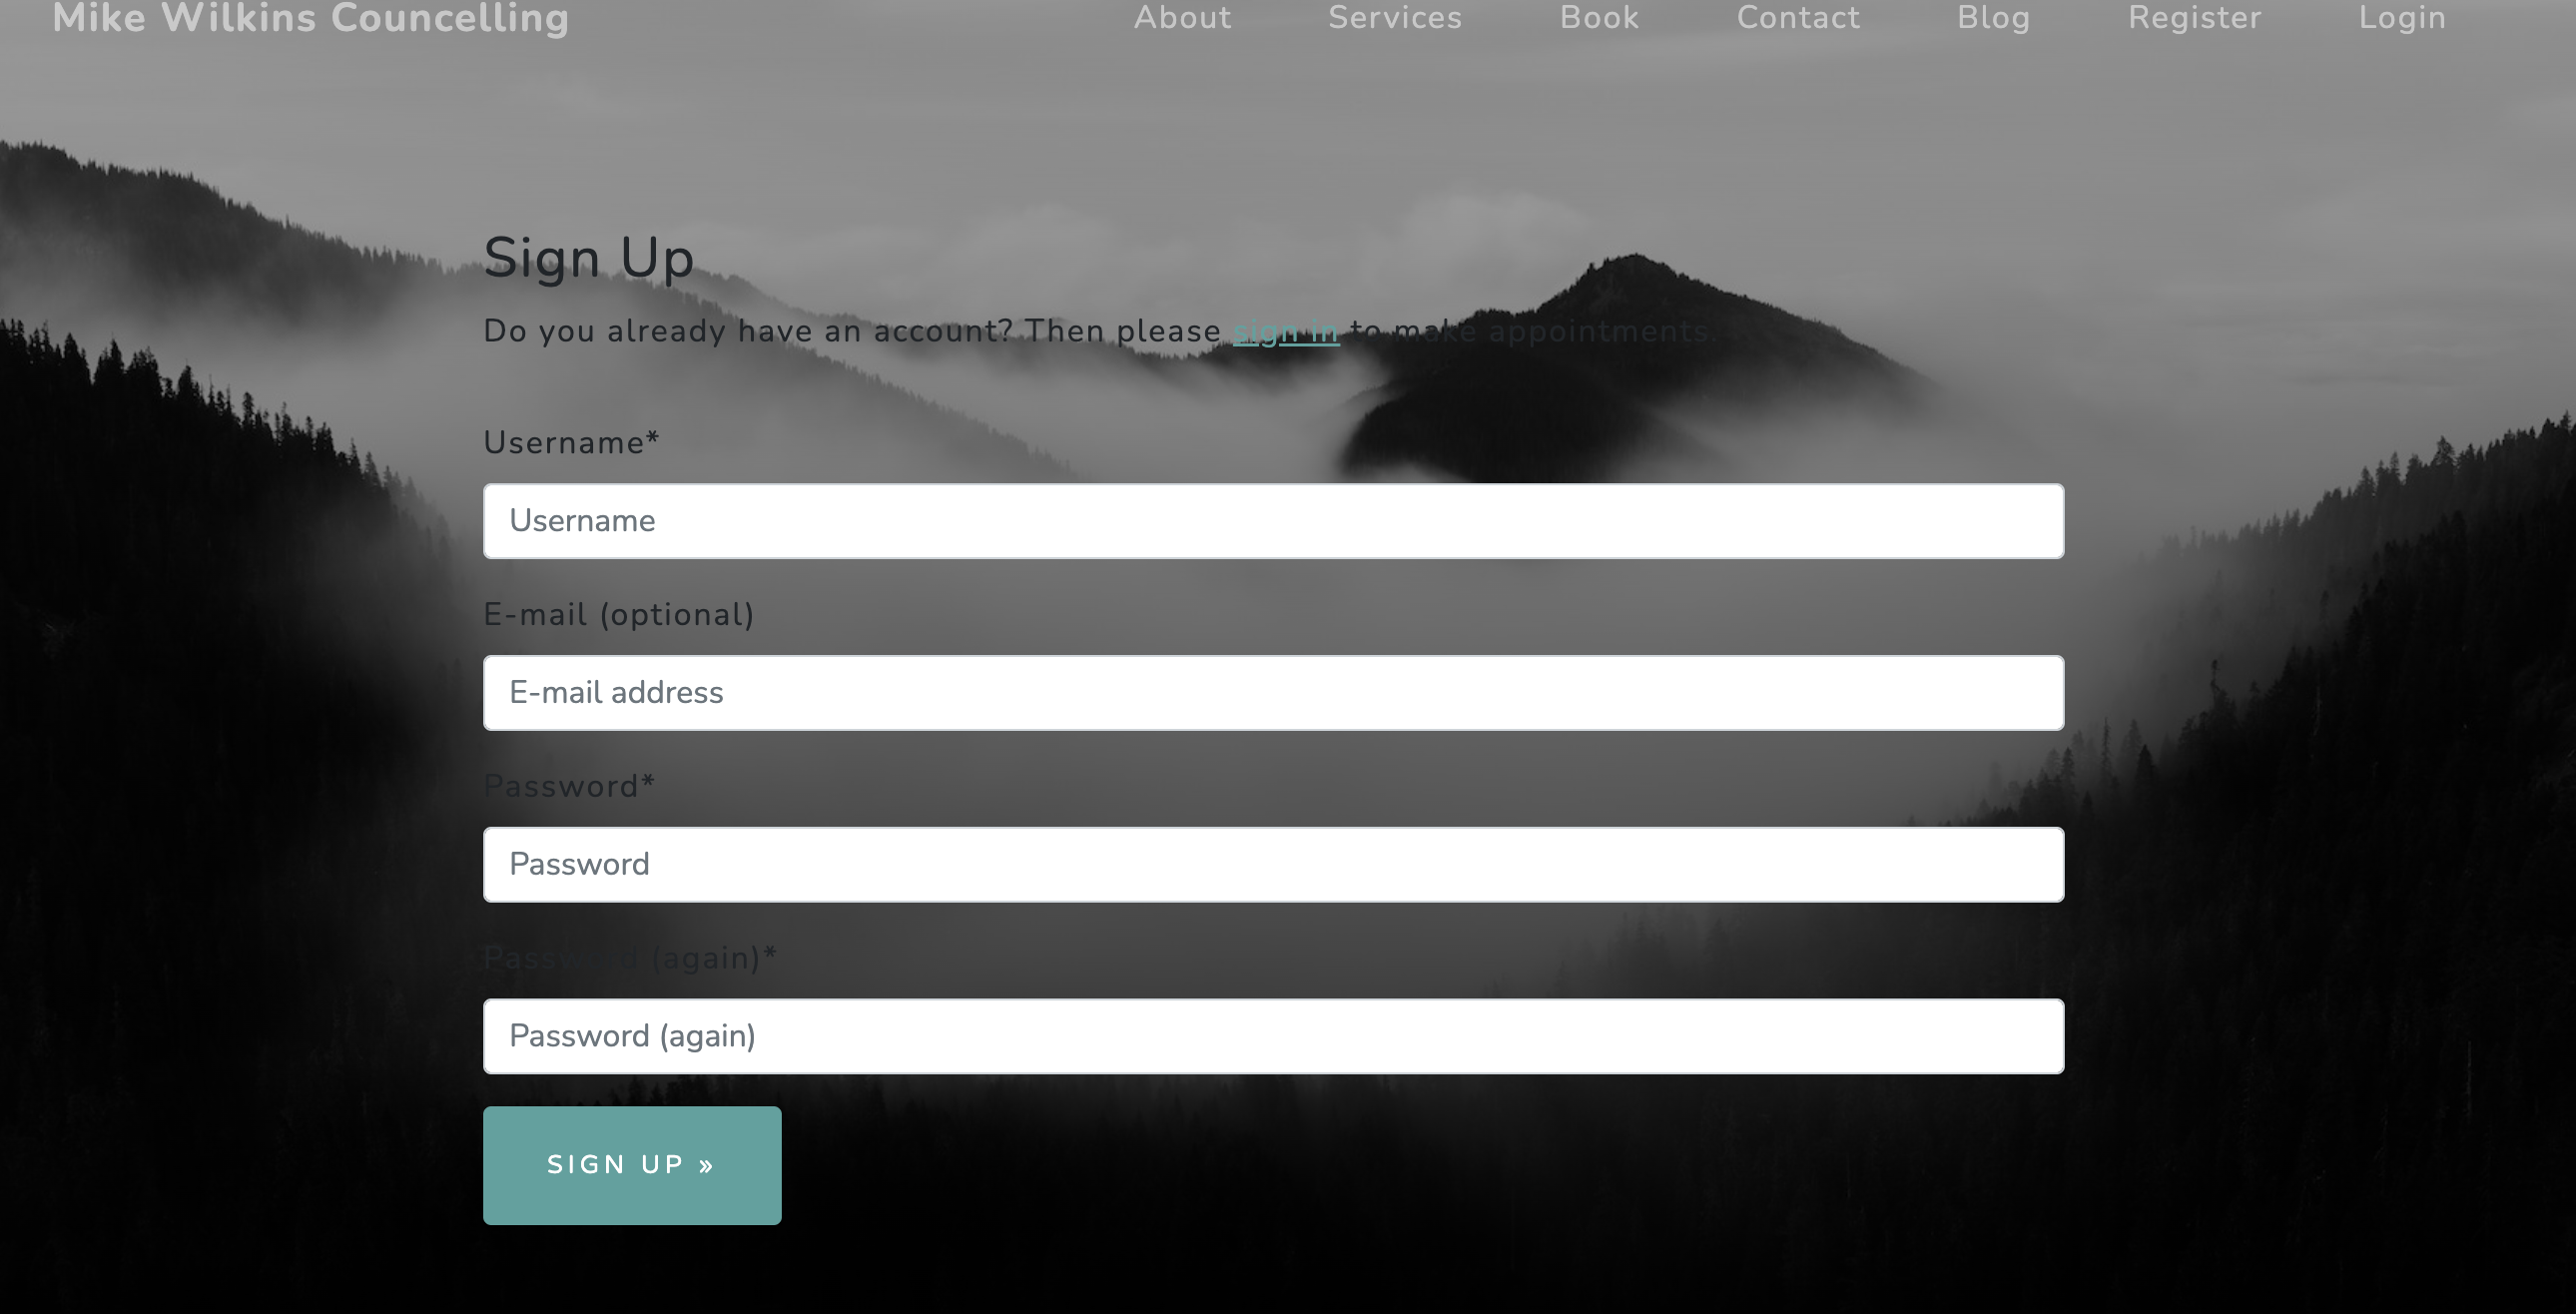 Mike Wilkins Councelling
About Services Book Contact Blog Register Login
Sign Up
Do you already have an account? Then please sign in to make appointments.
Username*
Username
E-mail (optional)
E-mail address
Password*
Password
Password (again)*
Password (again)
SIGN UP »